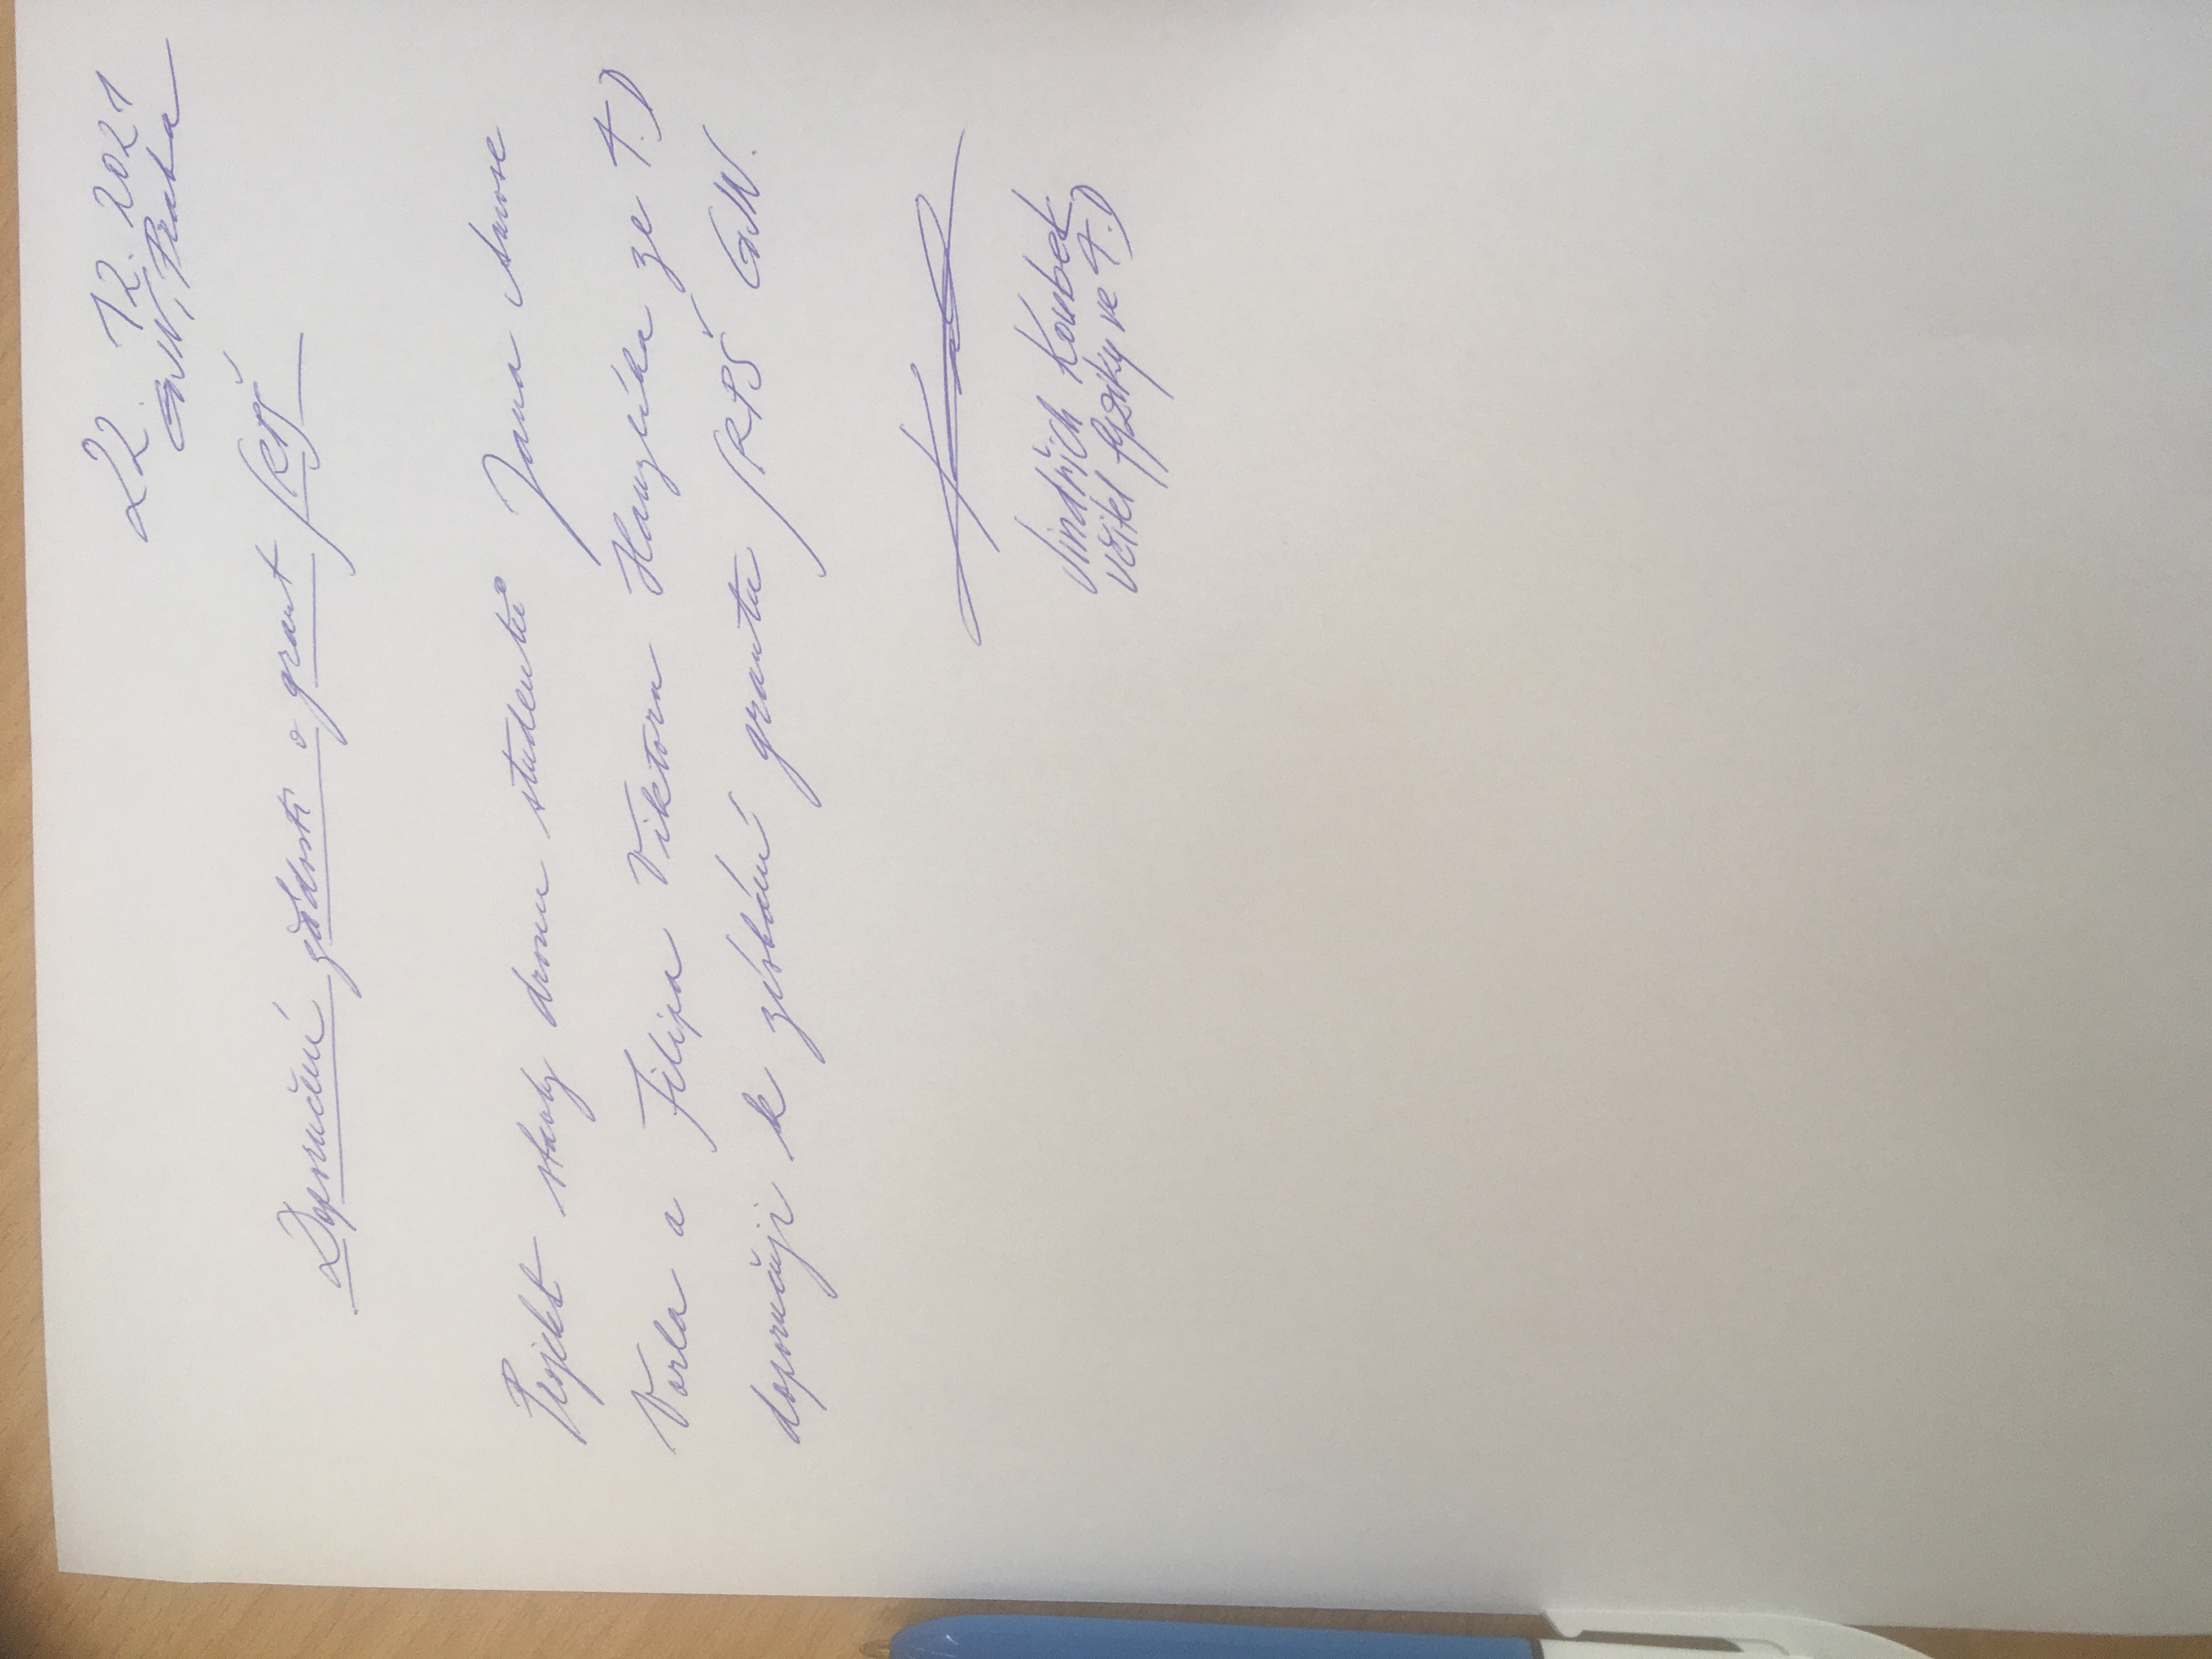 22. 12. 2021
GJN, Praha
Doporučení žádosti o grant SRPŠ
Projekt stavby dronu studentů Jana Amose
Vorla a Filipa Viktora Hanzlíka ze 4.D
doporučuji k získání grantu SRPŠ GJN.
Jindřich Koubek
učitel fyziky ve 4.D